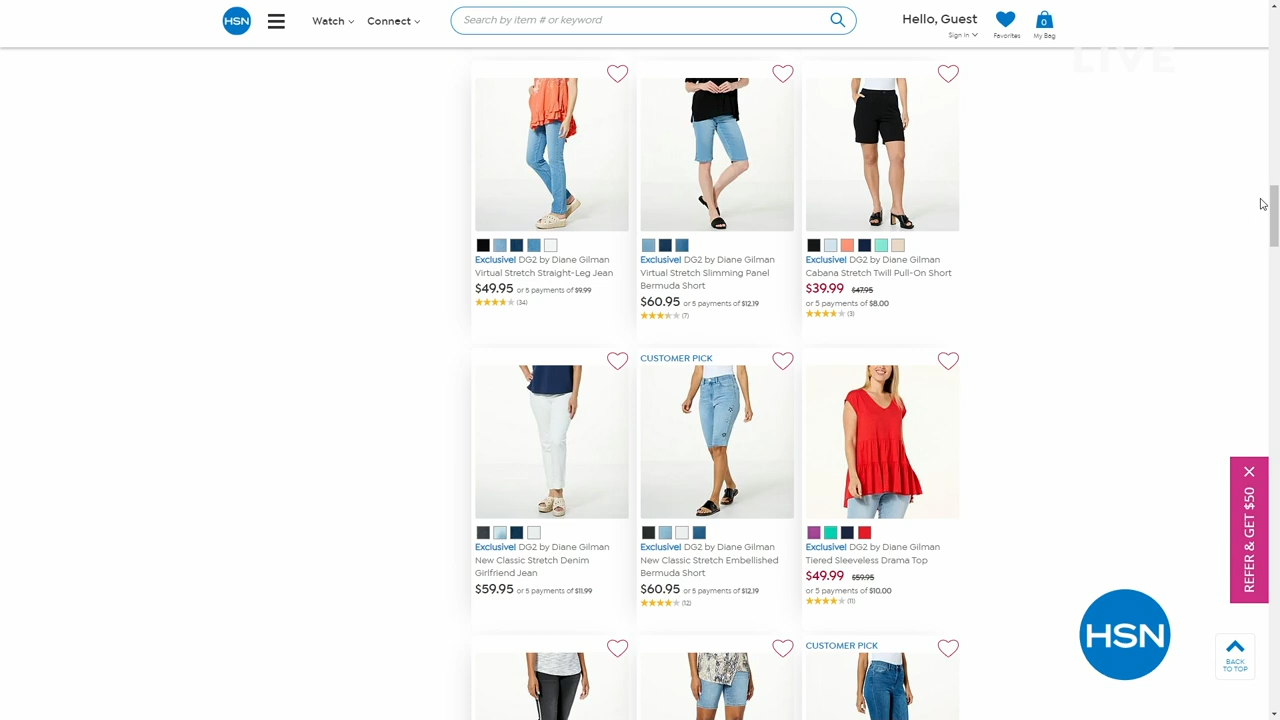 HSN
Watch
Connect
Search by item # or keyword
Hello, Guest
Sign In
Favorites
0
My Bag
LIVE
Exclusive! DG2 by Diane Gilman
Virtual Stretch Straight-Leg Jean
$49.95 or 5 payments of $9.99
(34)
Exclusive! DG2 by Diane Gilman
Virtual Stretch Slimming Panel
Bermuda Short
$60.95 or 5 payments of $12.19
(7)
Exclusive! DG2 by Diane Gilman
Cabana Stretch Twill Pull-On Short
$39.99 $47.95
or 5 payments of $8.00
(3)
Exclusive! DG2 by Diane Gilman
New Classic Stretch Denim
Girlfriend Jean
$59.95 or 5 payments of $11.99
CUSTOMER PICK
Exclusive! DG2 by Diane Gilman
New Classic Stretch Embellished
Bermuda Short
$60.95 or 5 payments of $12.19
(12)
Exclusive! DG2 by Diane Gilman
Tiered Sleeveless Drama Top
$49.99 $59.95
or 5 payments of $10.00
(11)
CUSTOMER PICK
REFER & GET $50
HSN
BACK
TO TOP